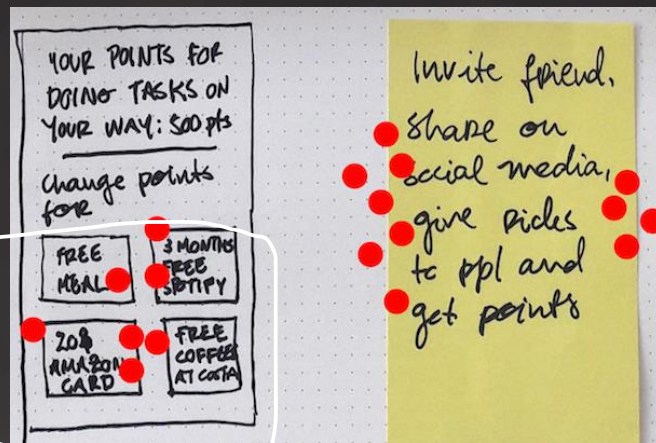 YOUR POINTS FOR
DOING TASKS ON
YOUR WAY: 500 pts
Change points
for
FREE
MEAL
3 MONTHS
FREE
SPOTIFY
20$
AMAZON
CARD
FREE
COFFEE
AT COSTA
Invite friend,
Share on
social media,
give rides
to ppl and
get points